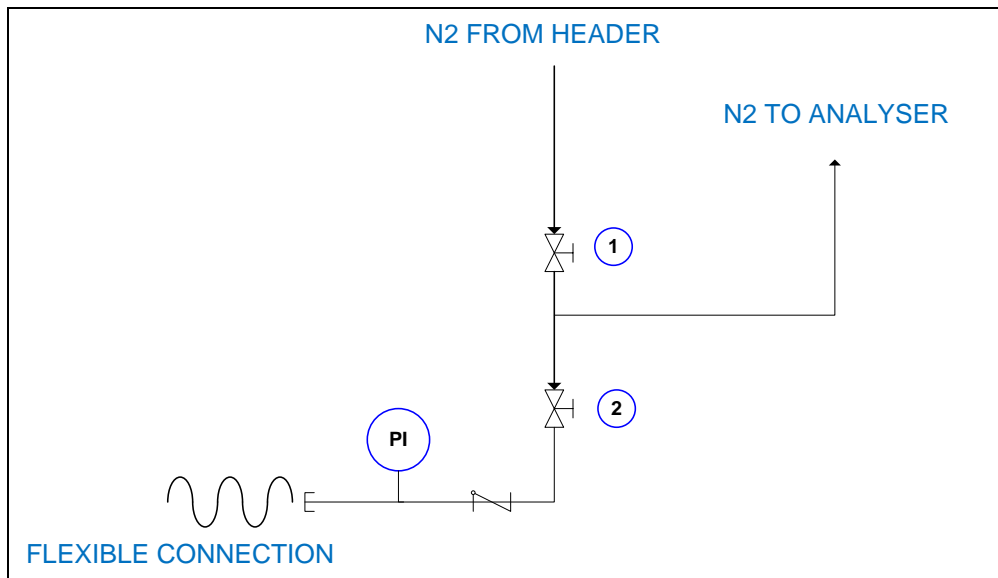 N2 FROM HEADER
N2 TO ANALYSER
1
2
PI
FLEXIBLE CONNECTION